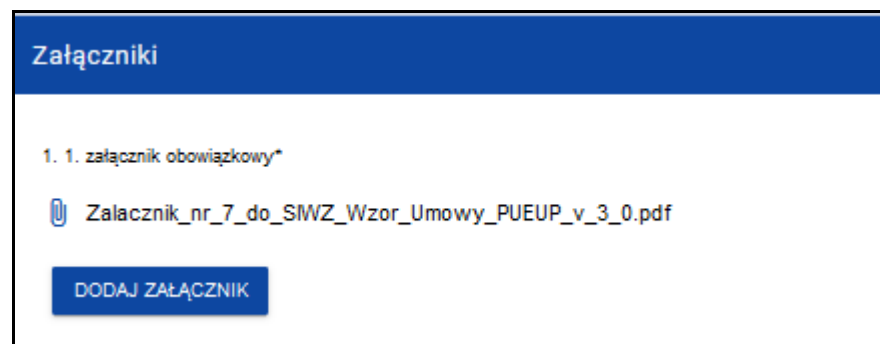 Załączniki
1. 1. załącznik obowiązkowy*
Zalacznik_nr_7_do_SIWZ_Wzor_Umowy_PUEUP_v_3_0.pdf
DODAJ ZAŁĄCZNIK